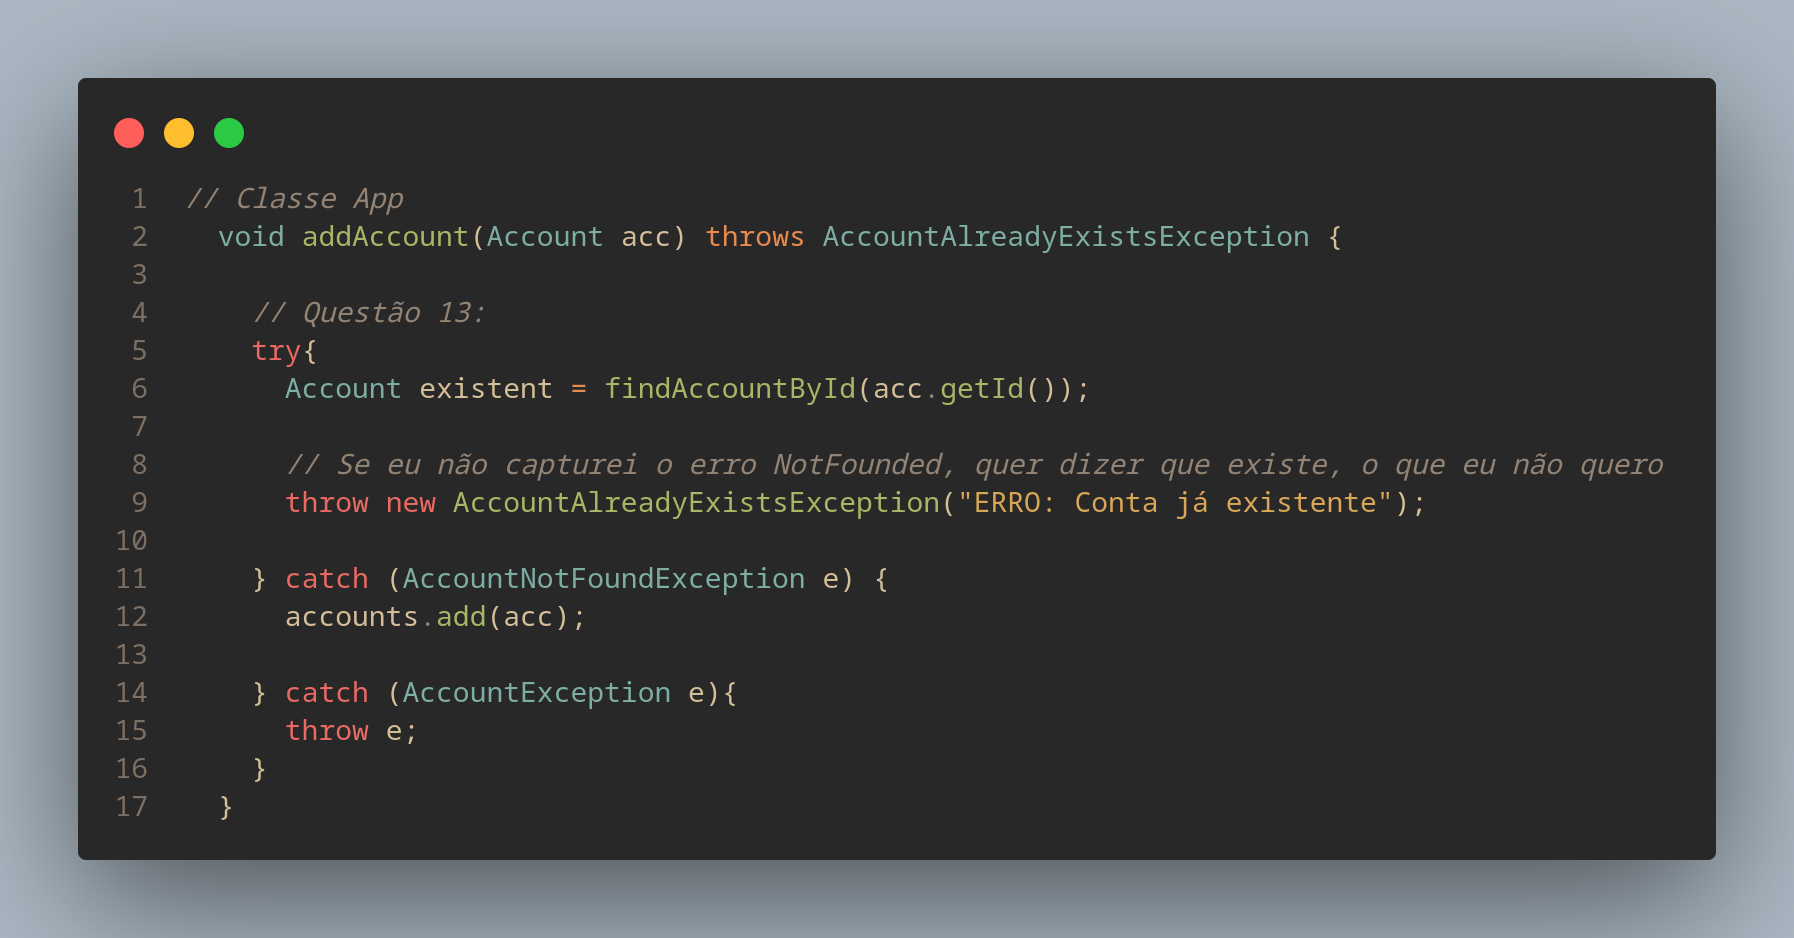 1 // Classe App
2 void addAccount(Account acc) throws AccountAlreadyExistsException {
3
4 // Questão 13:
5 try{
6 Account existent = findAccountById(acc.getId());
7
8 // Se eu não capturei o erro NotFounded, quer dizer que existe, o que eu não quero
9 throw new AccountAlreadyExistsException("ERRO: Conta já existente");
10
11 } catch (AccountNotFoundException e) {
12 accounts.add(acc);
13
14 } catch (AccountException e){
15 throw e;
16 }
17 }